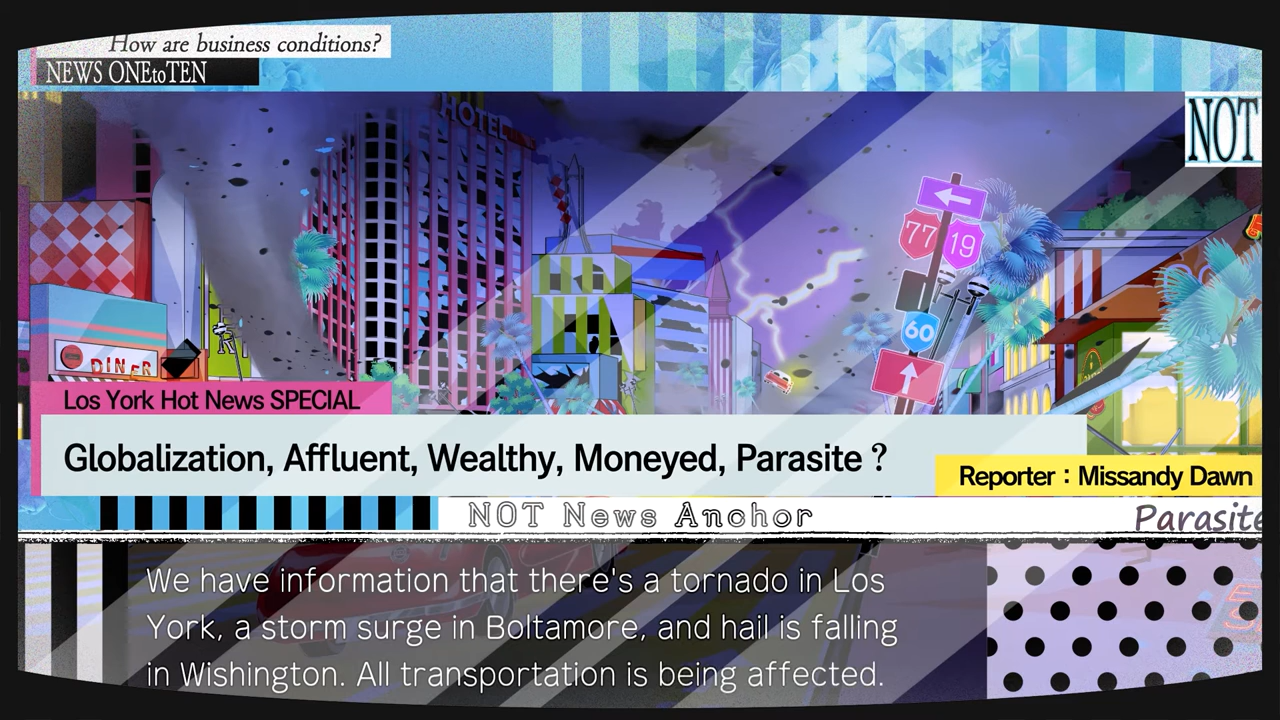 How are business conditions?
NEWS ONEtoTEN
NOT
HOTEL
77
19
60
DINER
Los York Hot News SPECIAL
Globalization, Affluent, Wealthy, Moneyed, Parasite ?
Reporter : Missandy Dawn
NOT News Anchor
Parasite
We have information that there's a tornado in Los
York, a storm surge in Boltamore, and hail is falling
in Wishington. All transportation is being affected.